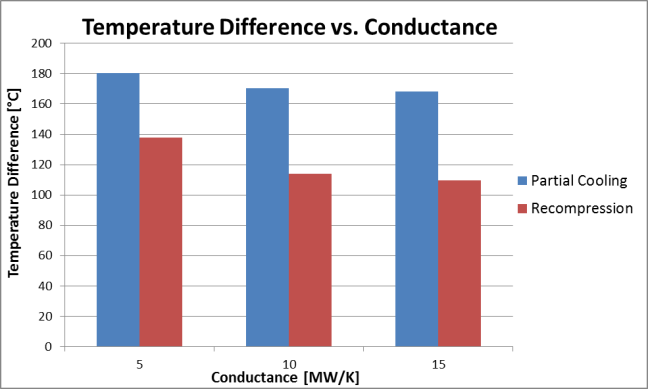 Temperature Difference vs. Conductance
200
180
160
140
120
100
80
60
40
20
0
Temperature Difference [°C]
5
10
15
Conductance [MW/K]
Partial Cooling
Recompression